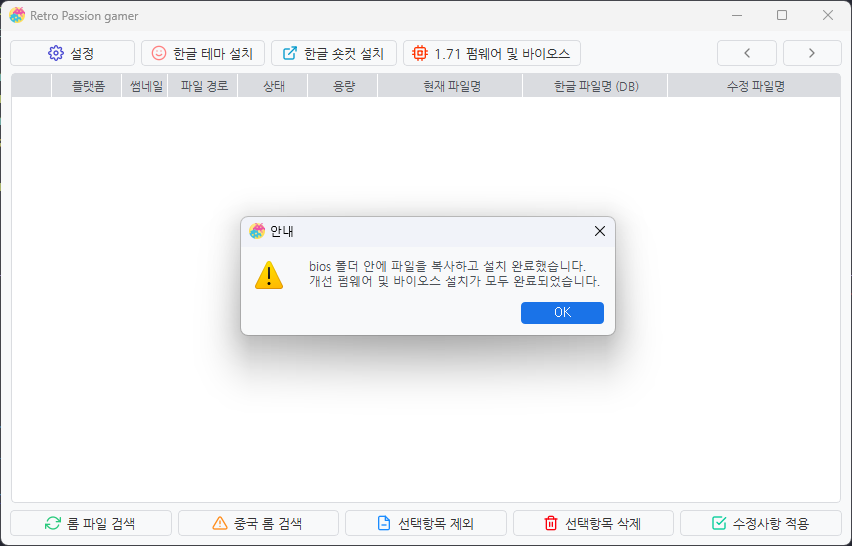 Retro Passion gamer
설정
한글 테마 설치
한글 숏컷 설치
1.71 펌웨어 및 바이오스
플랫폼
썸네일
파일 경로
상태
용량
현재 파일명
한글 파일명 (DB)
수정 파일명
안내
bios 폴더 안에 파일을 복사하고 설치 완료했습니다.
개선 펌웨어 및 바이오스 설치가 모두 완료되었습니다.
OK
롬 파일 검색
중국 롬 검색
선택항목 제외
선택항목 삭제
수정사항 적용